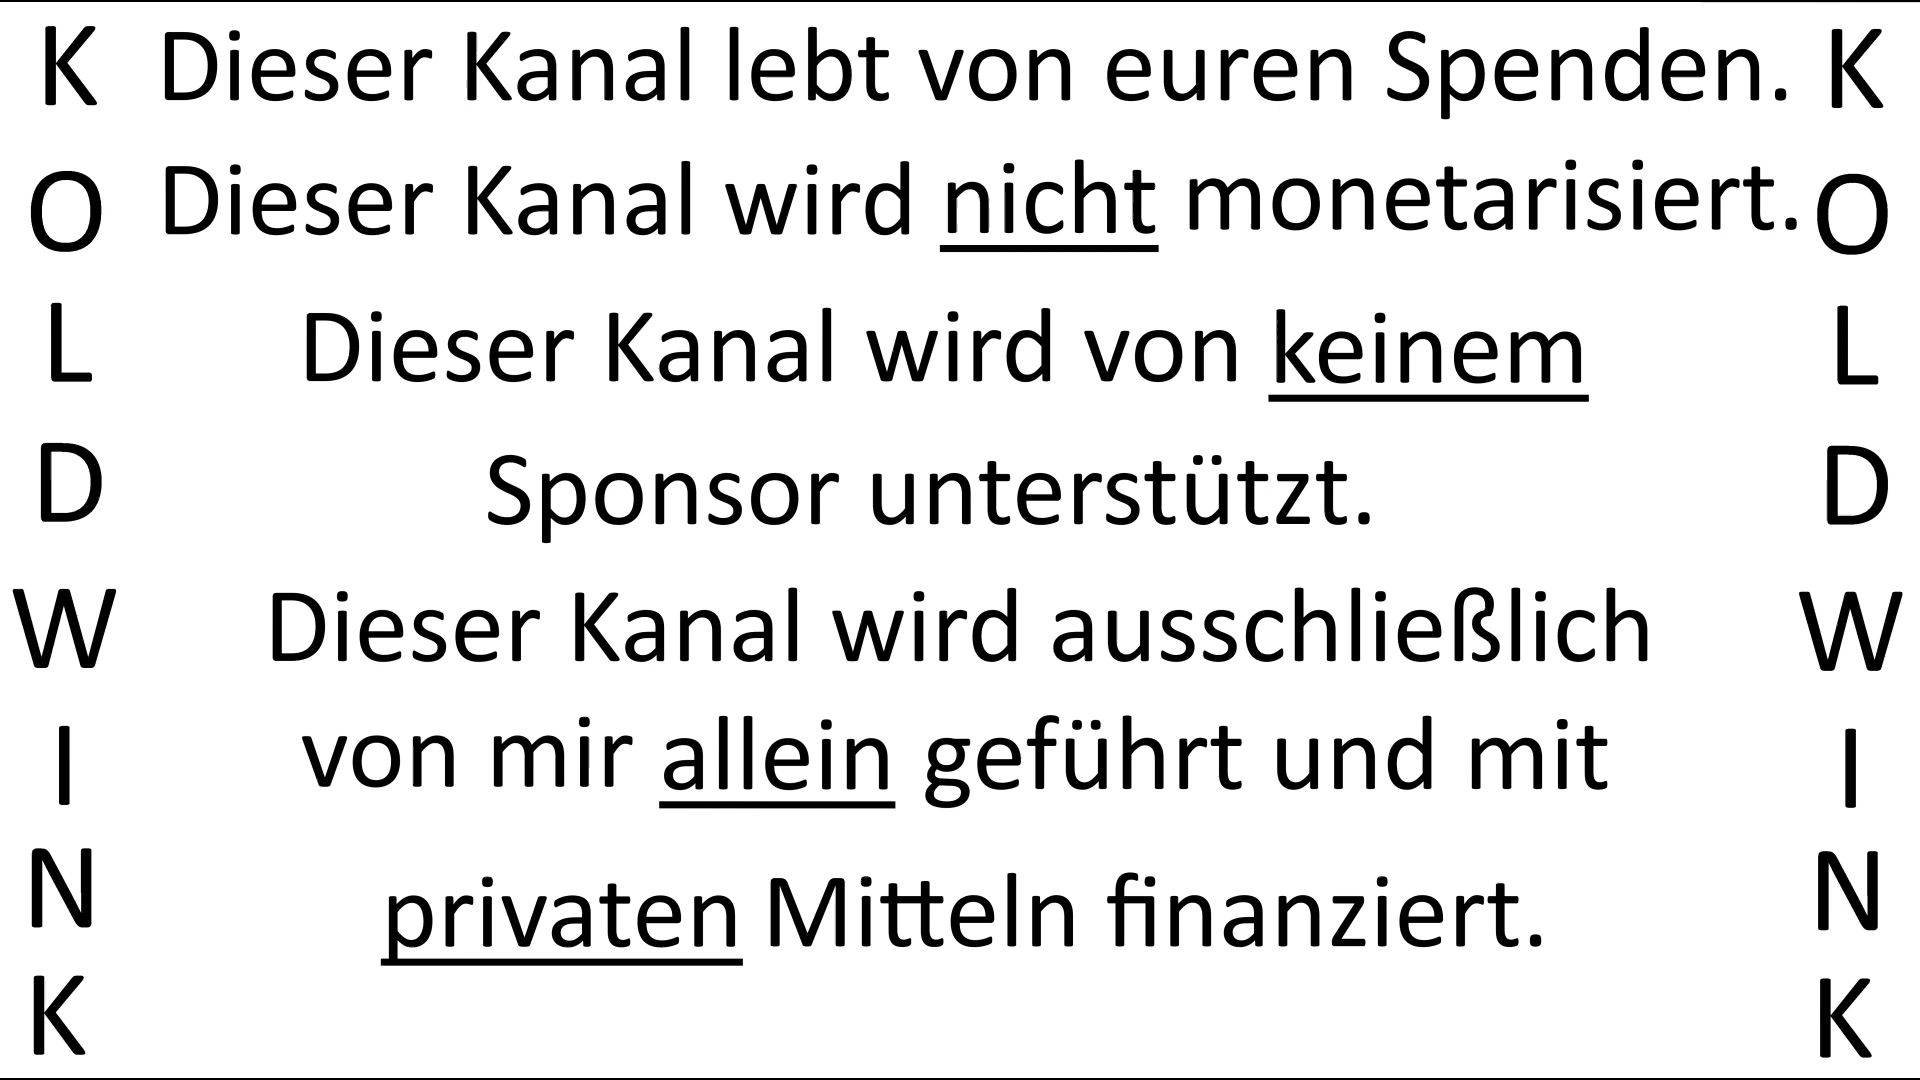 K
O
L
D
W
I
N
K
Dieser Kanal lebt von euren Spenden.
Dieser Kanal wird nicht monetarisiert.
Dieser Kanal wird von keinem
Sponsor unterstützt.
Dieser Kanal wird ausschließlich
von mir allein geführt und mit
privaten Mitteln finanziert.
K
O
L
D
W
I
N
K